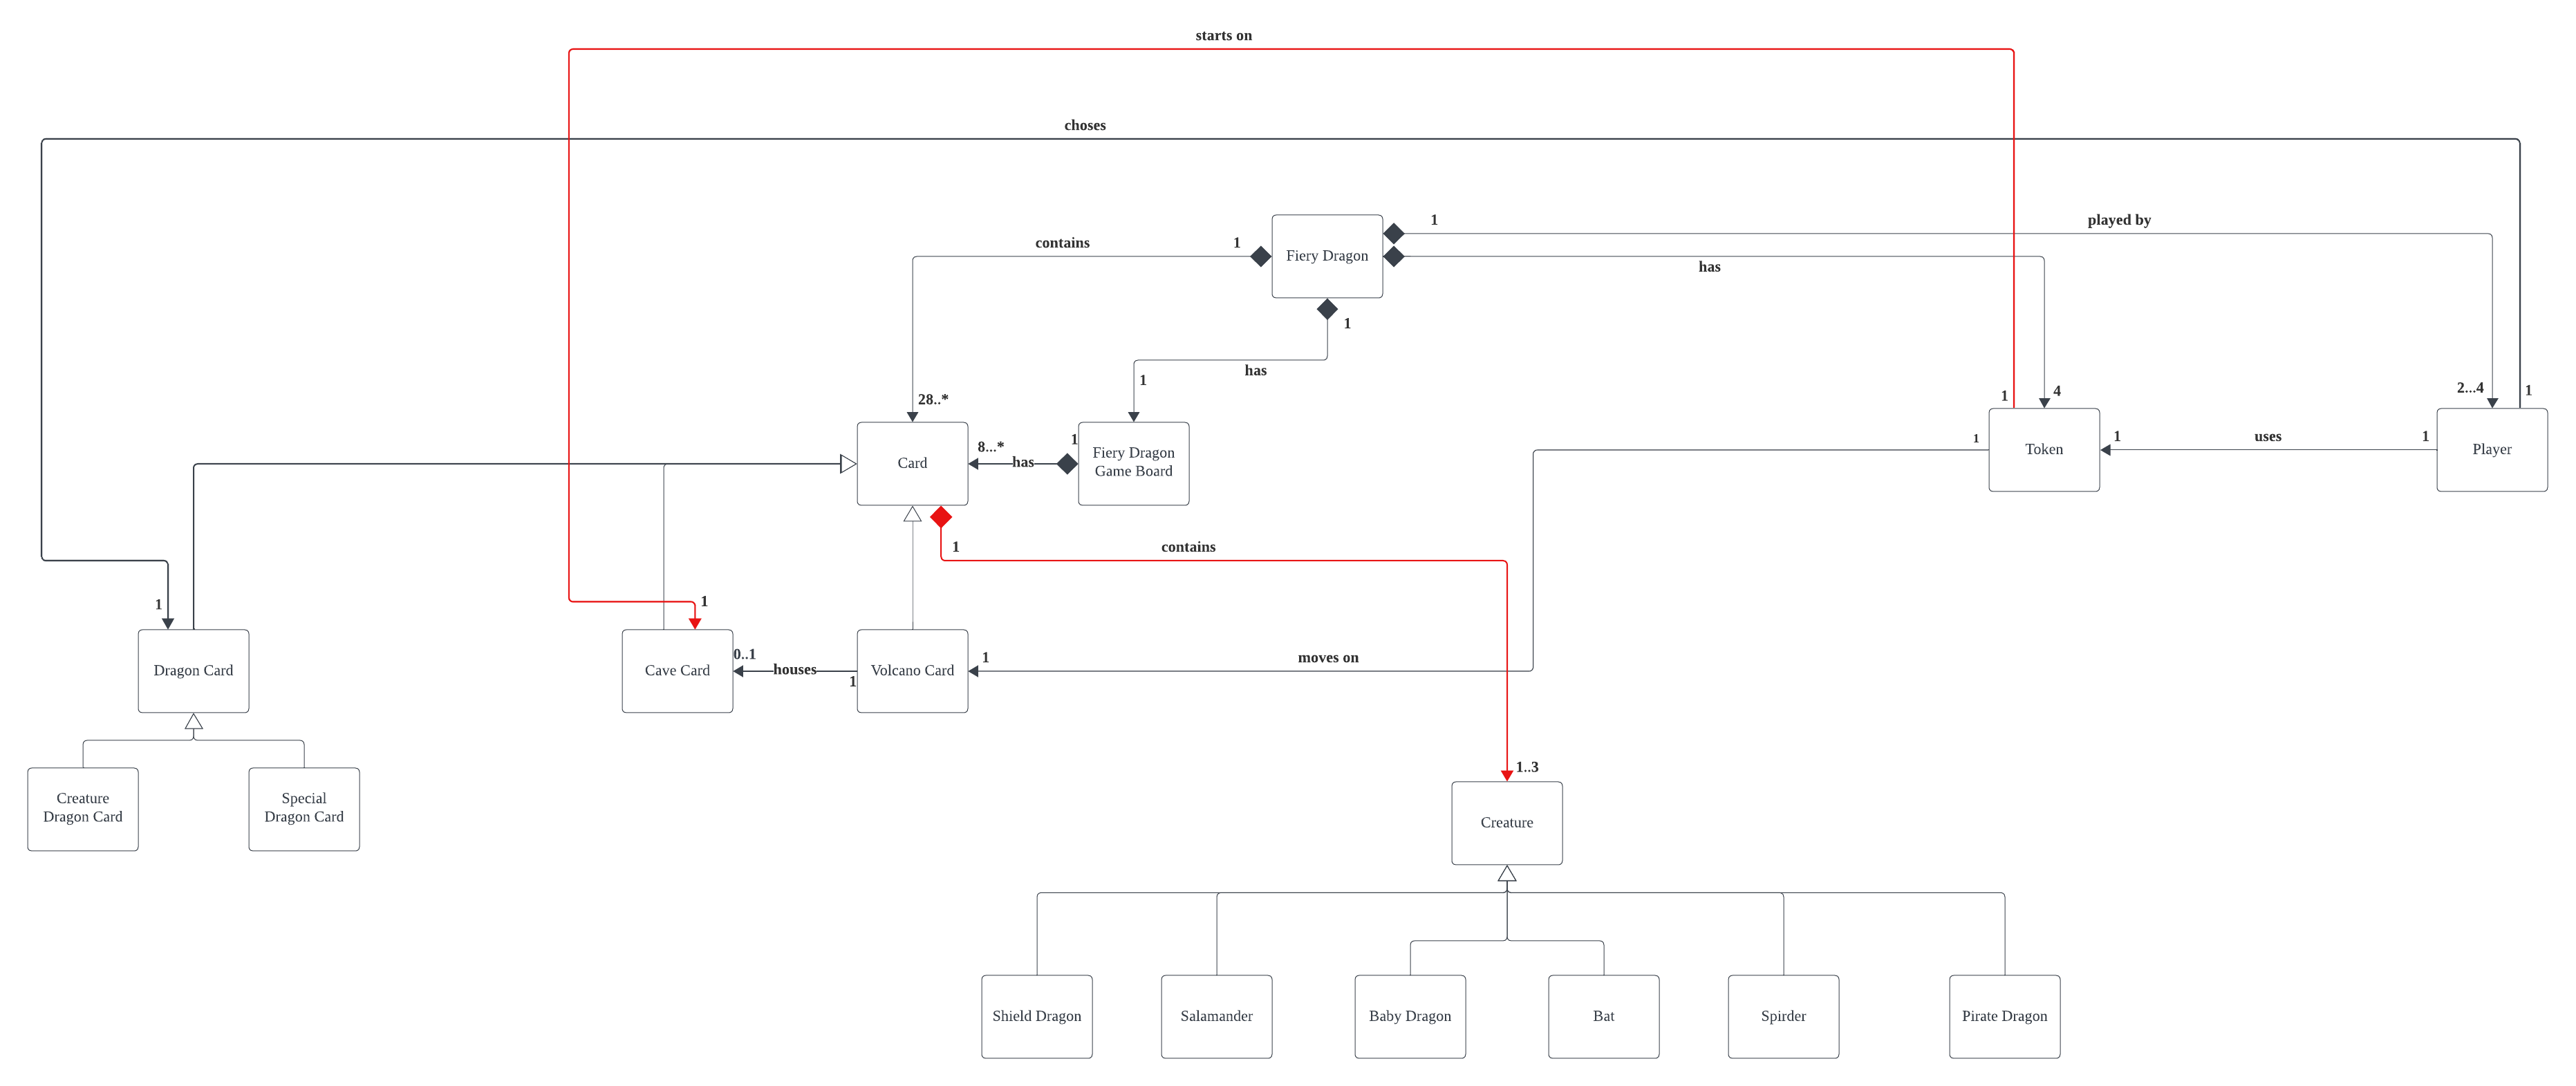 starts on
choses
1
played by
contains
1
Fiery Dragon
has
1
has
1
2...4
1
4
1
28..*
1
8...*
has
Card
Fiery Dragon
Game Board
1
1
uses
1
Token
Player
1
contains
1
1
1
0..1
houses
1
1
moves on
Dragon Card
Cave Card
Volcano Card
1..3
Creature
Dragon Card
Special
Dragon Card
Creature
Shield Dragon
Salamander
Baby Dragon
Bat
Spirder
Pirate Dragon